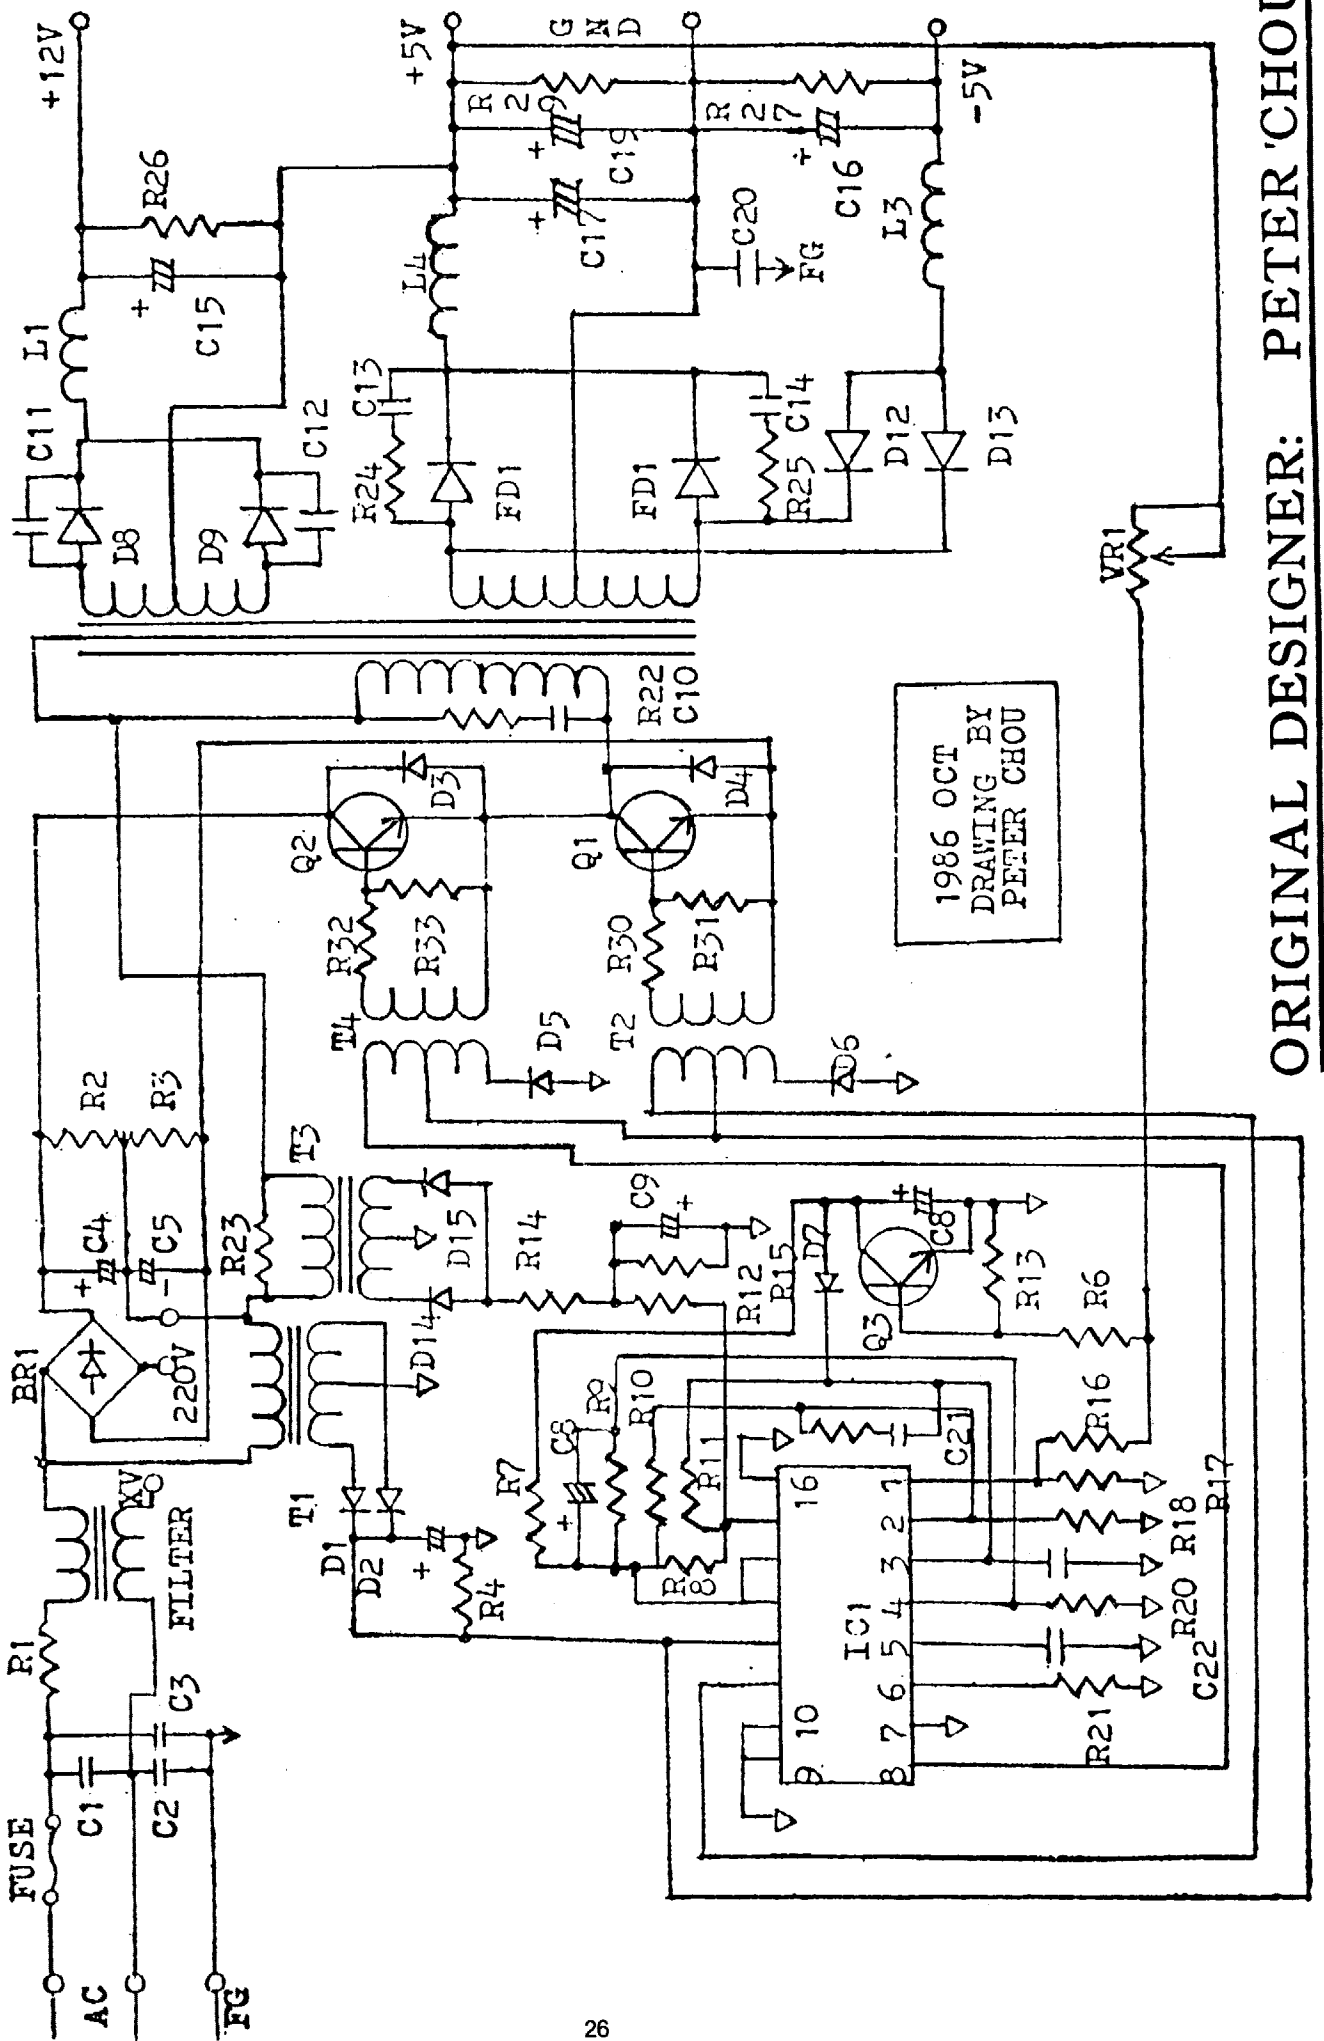 FUSE
AC
FG
C1
C2
C3
R1
FILTER
XV
BR1
220V
C4
C5
R2
R3
R23
T3
T1
D1
D2
R4
D14
D15
R14
C9
R12
R15
D7
C8
Q3
R13
R6
R7
C8
R9
R10
R11
R8
C21
R16
R17
R18
R20
C22
R21
IC1
16
10
9
8
7
6
5
4
3
2
1
T4
D5
T2
D6
R32
R33
R30
R31
Q2
Q1
D3
D4
R22
C10
D8
D9
C11
C12
L1
C15
R26
+12V
R24
C13
FD1
FD1
R25
C14
L4
C17
C19
R29
R27
+5V
GND
C20
FG
C16
L3
-5V
D12
D13
VR1
1986 OCT
DRAWING BY
PETER CHOU
ORIGINAL DESIGNER: PETER 'CHOU
26